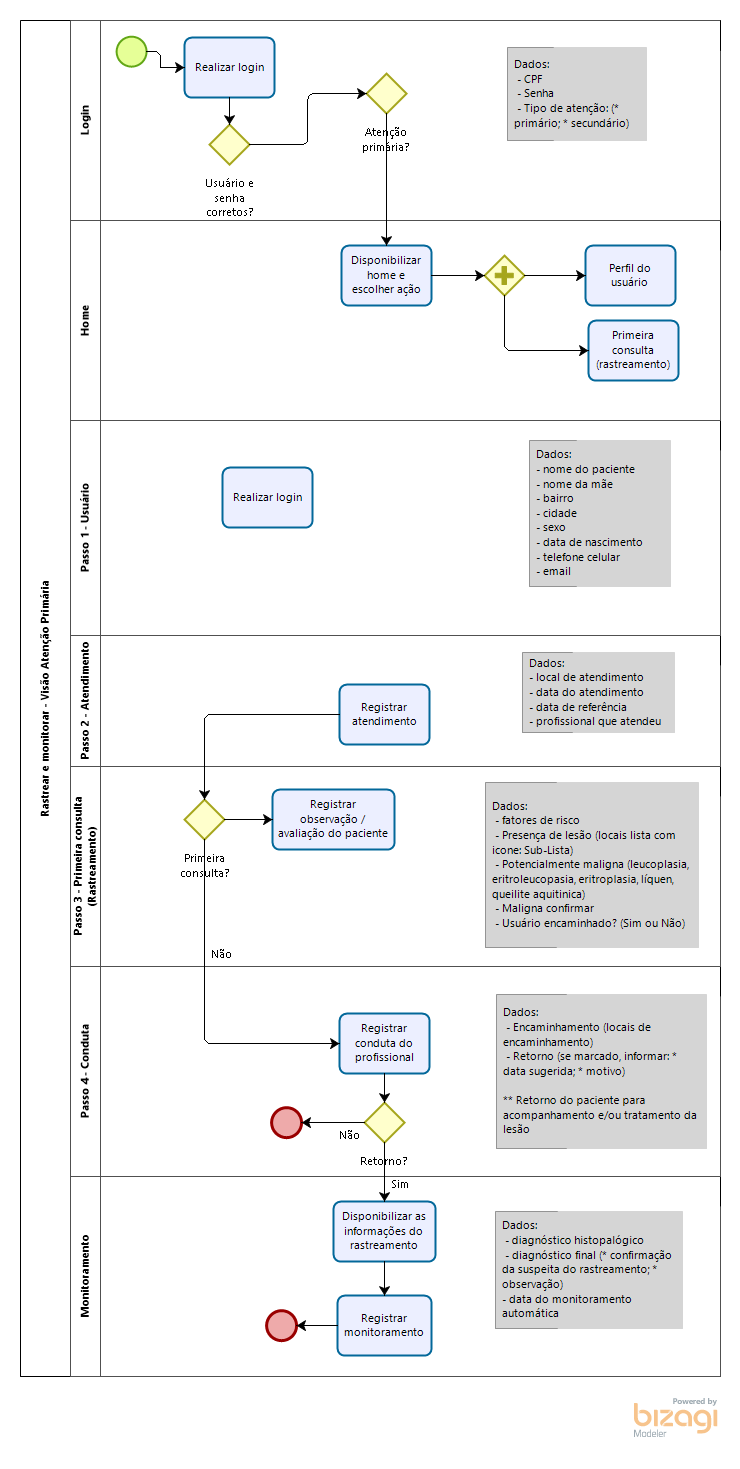 Rastrear e monitorar - Visão Atenção Primária
Login
Realizar login
Usuário e
senha
corretos?
Atenção
primária?
Dados:
- CPF
- Senha
- Tipo de atenção: (*
primário; * secundário)
Home
Disponibilizar
home e
escolher ação
Perfil do
usuário
Primeira
consulta
(rastreamento)
Passo 1 - Usuário
Realizar login
Dados:
- nome do paciente
- nome da mãe
- bairro
- cidade
- sexo
- data de nascimento
- telefone celular
- email
Passo 2 - Atendimento
Registrar
atendimento
Dados:
- local de atendimento
- data do atendimento
- data de referência
- profissional que atendeu
Passo 3 - Primeira consulta
(Rastreamento)
Primeira
consulta?
Registrar
observação /
avaliação do paciente
Não
Dados:
- fatores de risco
- Presença de lesão (locais lista com
icone: Sub-Lista)
- Potencialmente maligna (leucoplasia,
eritroleucopasia, eritroplasia, líquen,
queilite aquitinica)
- Maligna confirmar
- Usuário encaminhado? (Sim ou Não)
Passo 4 - Conduta
Registrar
conduta do
profissional
Não
Retorno?
Dados:
- Encaminhamento (locais de
encaminhamento)
- Retorno (se marcado, informar: *
data sugerida; * motivo)
** Retorno do paciente para
acompanhamento e/ou tratamento da
lesão
Monitoramento
Sim
Disponibilizar as
informações do
rastreamento
Registrar
monitoramento
Dados:
- diagnóstico histopalógico
- diagnóstico final (* confirmação
da suspeita do rastreamento; *
observação)
- data do monitoramento
automática
Powered by
bizagi
Modeler